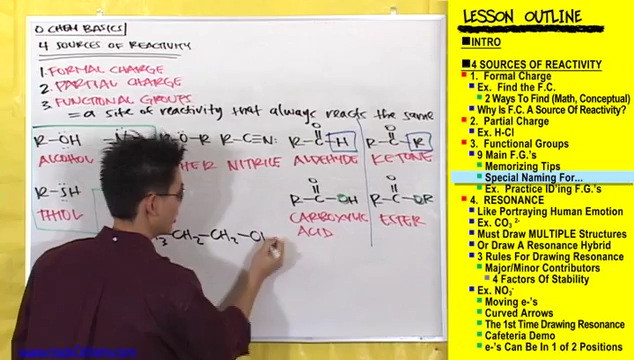 O CHEM BASICS
4 SOURCES OF REACTIVITY
1. FORMAL CHARGE
2. PARTIAL CHARGE
3. FUNCTIONAL GROUPS
= a site of reactivity that always reacts the same
R-ÖH
ALCOHOL
Ö-R
R-C≡N:
NITRILE
O
R-C-H
ALDEHYDE
O
R-C-R
KETONE
R-S̈H
THIOL
O
R-C-OH
CARBOXYLIC
ACID
O
R-C-OR
ESTER
3-CH2-CH2-Cl
LESSON OUTLINE
INTRO
4 SOURCES OF REACTIVITY
1. Formal Charge
Ex. Find the F.C.
2 Ways To Find (Math, Conceptual)
Why Is F.C. A Source Of Reactivity?
2. Partial Charge
Ex. H-Cl
3. Functional Groups
9 Main F.G.'s
Memorizing Tips
Special Naming For...
Ex. Practice ID'ing F.G.'s
4. RESONANCE
Like Portraying Human Emotion
Ex. CO3 2-
Must Draw MULTIPLE Structures
Or Draw A Resonance Hybrid
3 Rules For Drawing Resonance
Major/Minor Contributors
4 Factors Of Stability
Ex. NO3-
Moving e-'s
Curved Arrows
The 1st Time Drawing Resonance
Cafeteria Demo
e-'s Can Be In 1 of 2 Positions